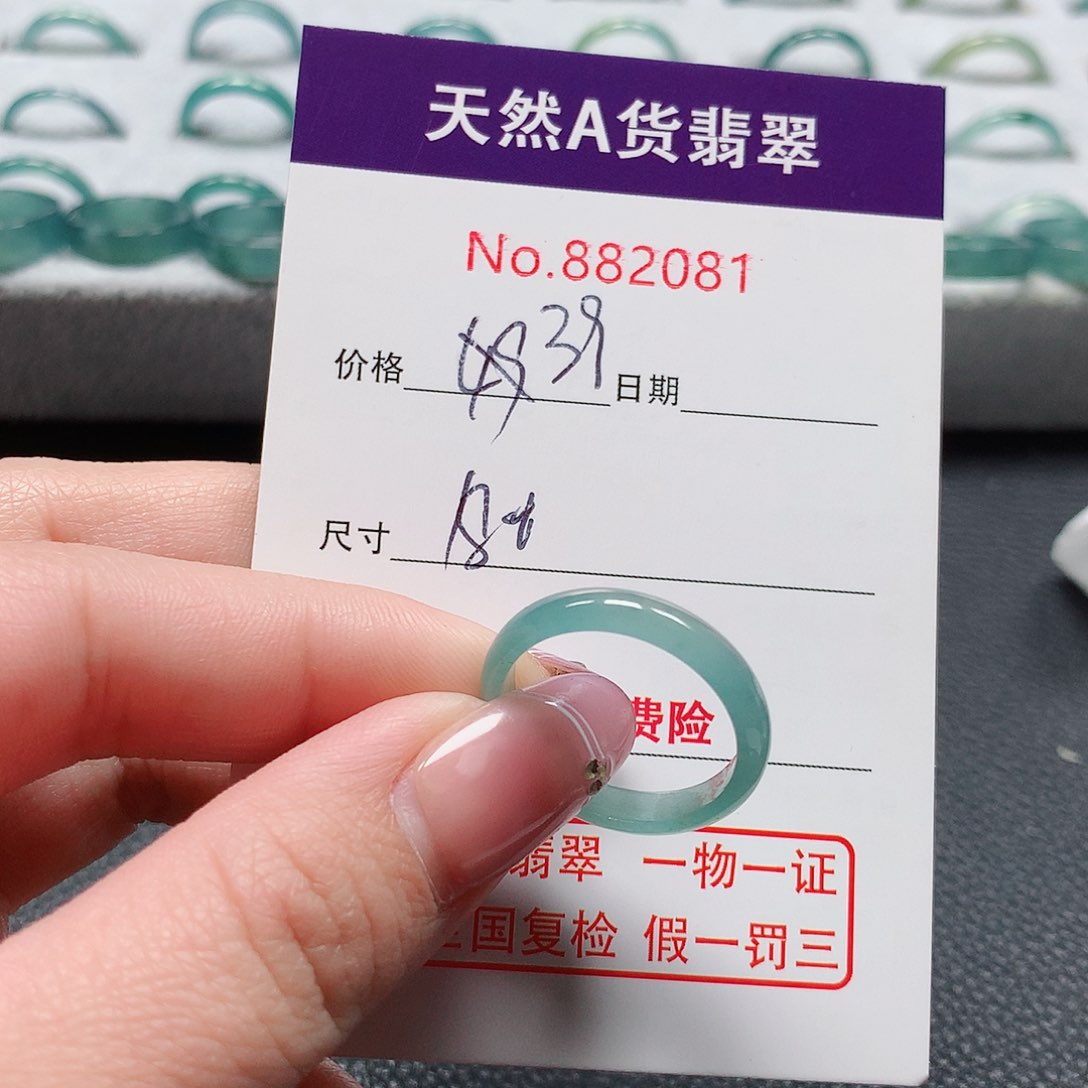 天然A货翡翠
No.882081
价格 39 日期
尺寸
费险
翡翠 一物一证
国复检 假一罚三